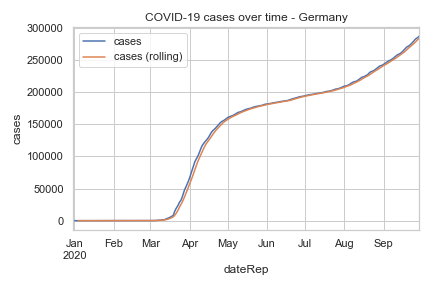 COVID-19 cases over time - Germany
cases
cases (rolling)
300000
250000
200000
150000
100000
50000
0
cases
Jan Feb Mar Apr May Jun Jul Aug Sep
2020
dateRep